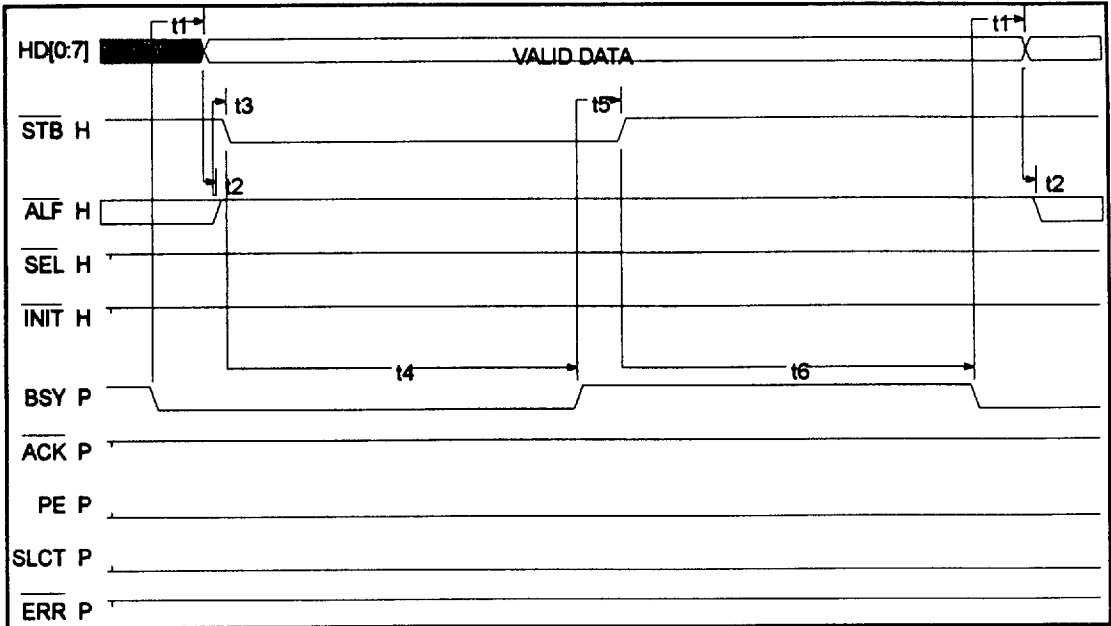 t1 t1
HD[0:7] VALID DATA
t3 t5
STB H
t2 t2
ALF H
SEL H
INIT H
t4 t6
BSY P
ACK P
PE P
SLCT P
ERR P